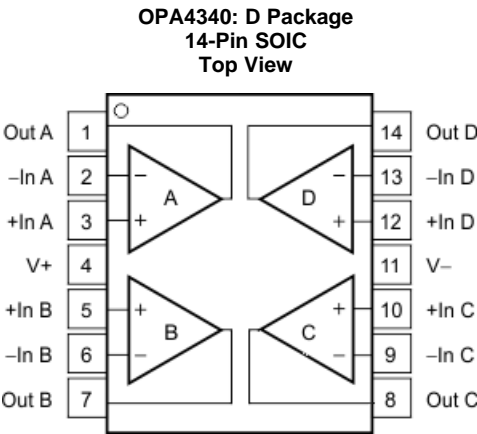 OPA4340: D Package
14-Pin SOIC
Top View
Out A 1 14 Out D
–In A 2 – – 13 –In D
A D
+In A 3 + + 12 +In D
V+ 4 11 V–
+In B 5 + + 10 +In C
B C
–In B 6 – – 9 –In C
Out B 7 8 Out C